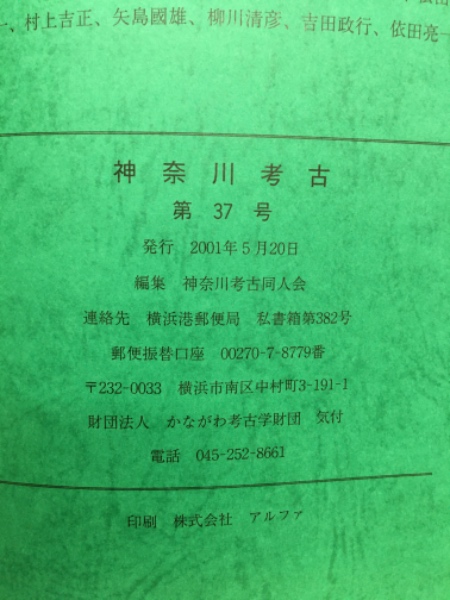 村上吉正、矢島國雄、柳川清彦、吉田政行、依田亮一
神奈川考古
第 37 号
発行 2001年5月20日
編集 神奈川考古同人会
連絡先 横浜港郵便局 私書箱第382号
郵便振替口座 00270-7-8779番
〒232-0033 横浜市南区中村町3-191-1
財団法人 かながわ考古学財団 気付
電話 045-252-8661
印刷 株式会社 アルファ